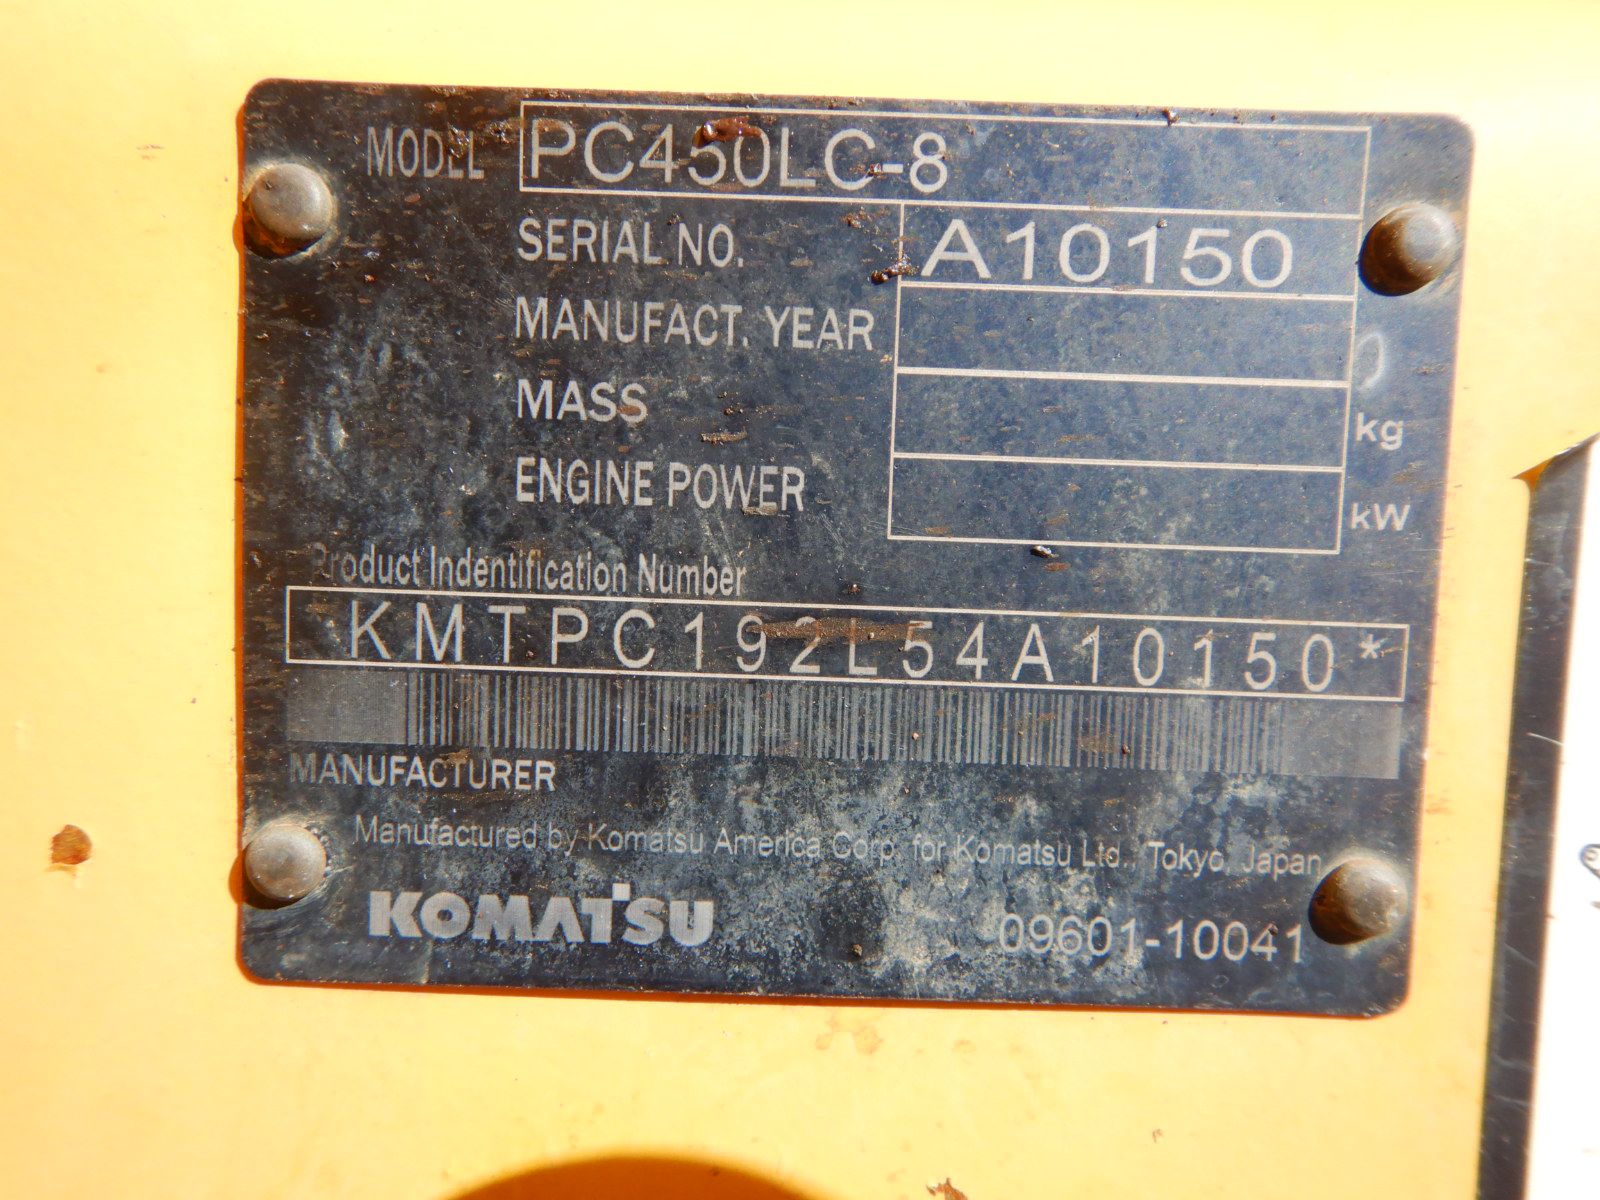 MODEL PC450LC-8
SERIAL NO. A10150
MANUFACT. YEAR
MASS kg
ENGINE POWER kW
Product Indentification Number
KMTPC192L54A10150*
MANUFACTURER
Manufactured by Komatsu America Corp. for Komatsu Ltd., Tokyo, Japan
KOMATSU 09601-10041